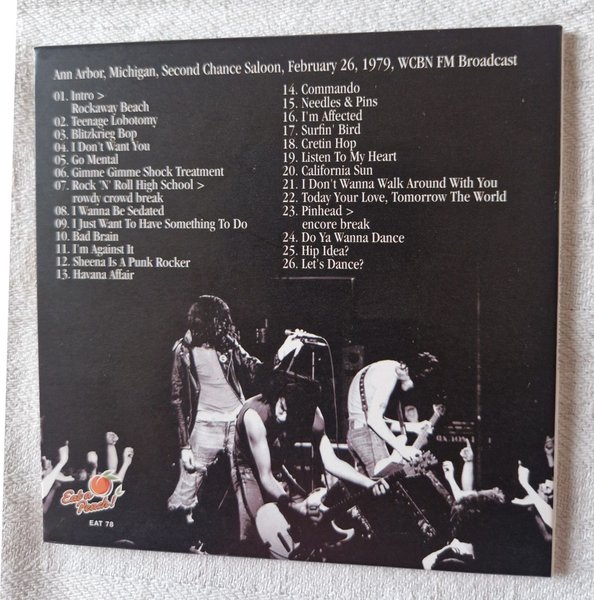 Ann Arbor, Michigan, Second Chance Saloon, February 26, 1979, WCBN FM Broadcast
01. Intro >
Rockaway Beach
02. Teenage Lobotomy
03. Blitzkrieg Bop
04. I Don't Want You
05. Go Mental
06. Gimme Gimme Shock Treatment
07. Rock 'N' Roll High School >
rowdy crowd break
08. I Wanna Be Sedated
09. I Just Want To Have Something To Do
10. Bad Brain
11. I'm Against It
12. Sheena Is A Punk Rocker
13. Havana Affair
14. Commando
15. Needles & Pins
16. I'm Affected
17. Surfin' Bird
18. Cretin Hop
19. Listen To My Heart
20. California Sun
21. I Don't Wanna Walk Around With You
22. Today Your Love, Tomorrow The World
23. Pinhead >
encore break
24. Do Ya Wanna Dance
25. Hip Idea?
26. Let's Dance?
Eat a
Peach!
EAT 78